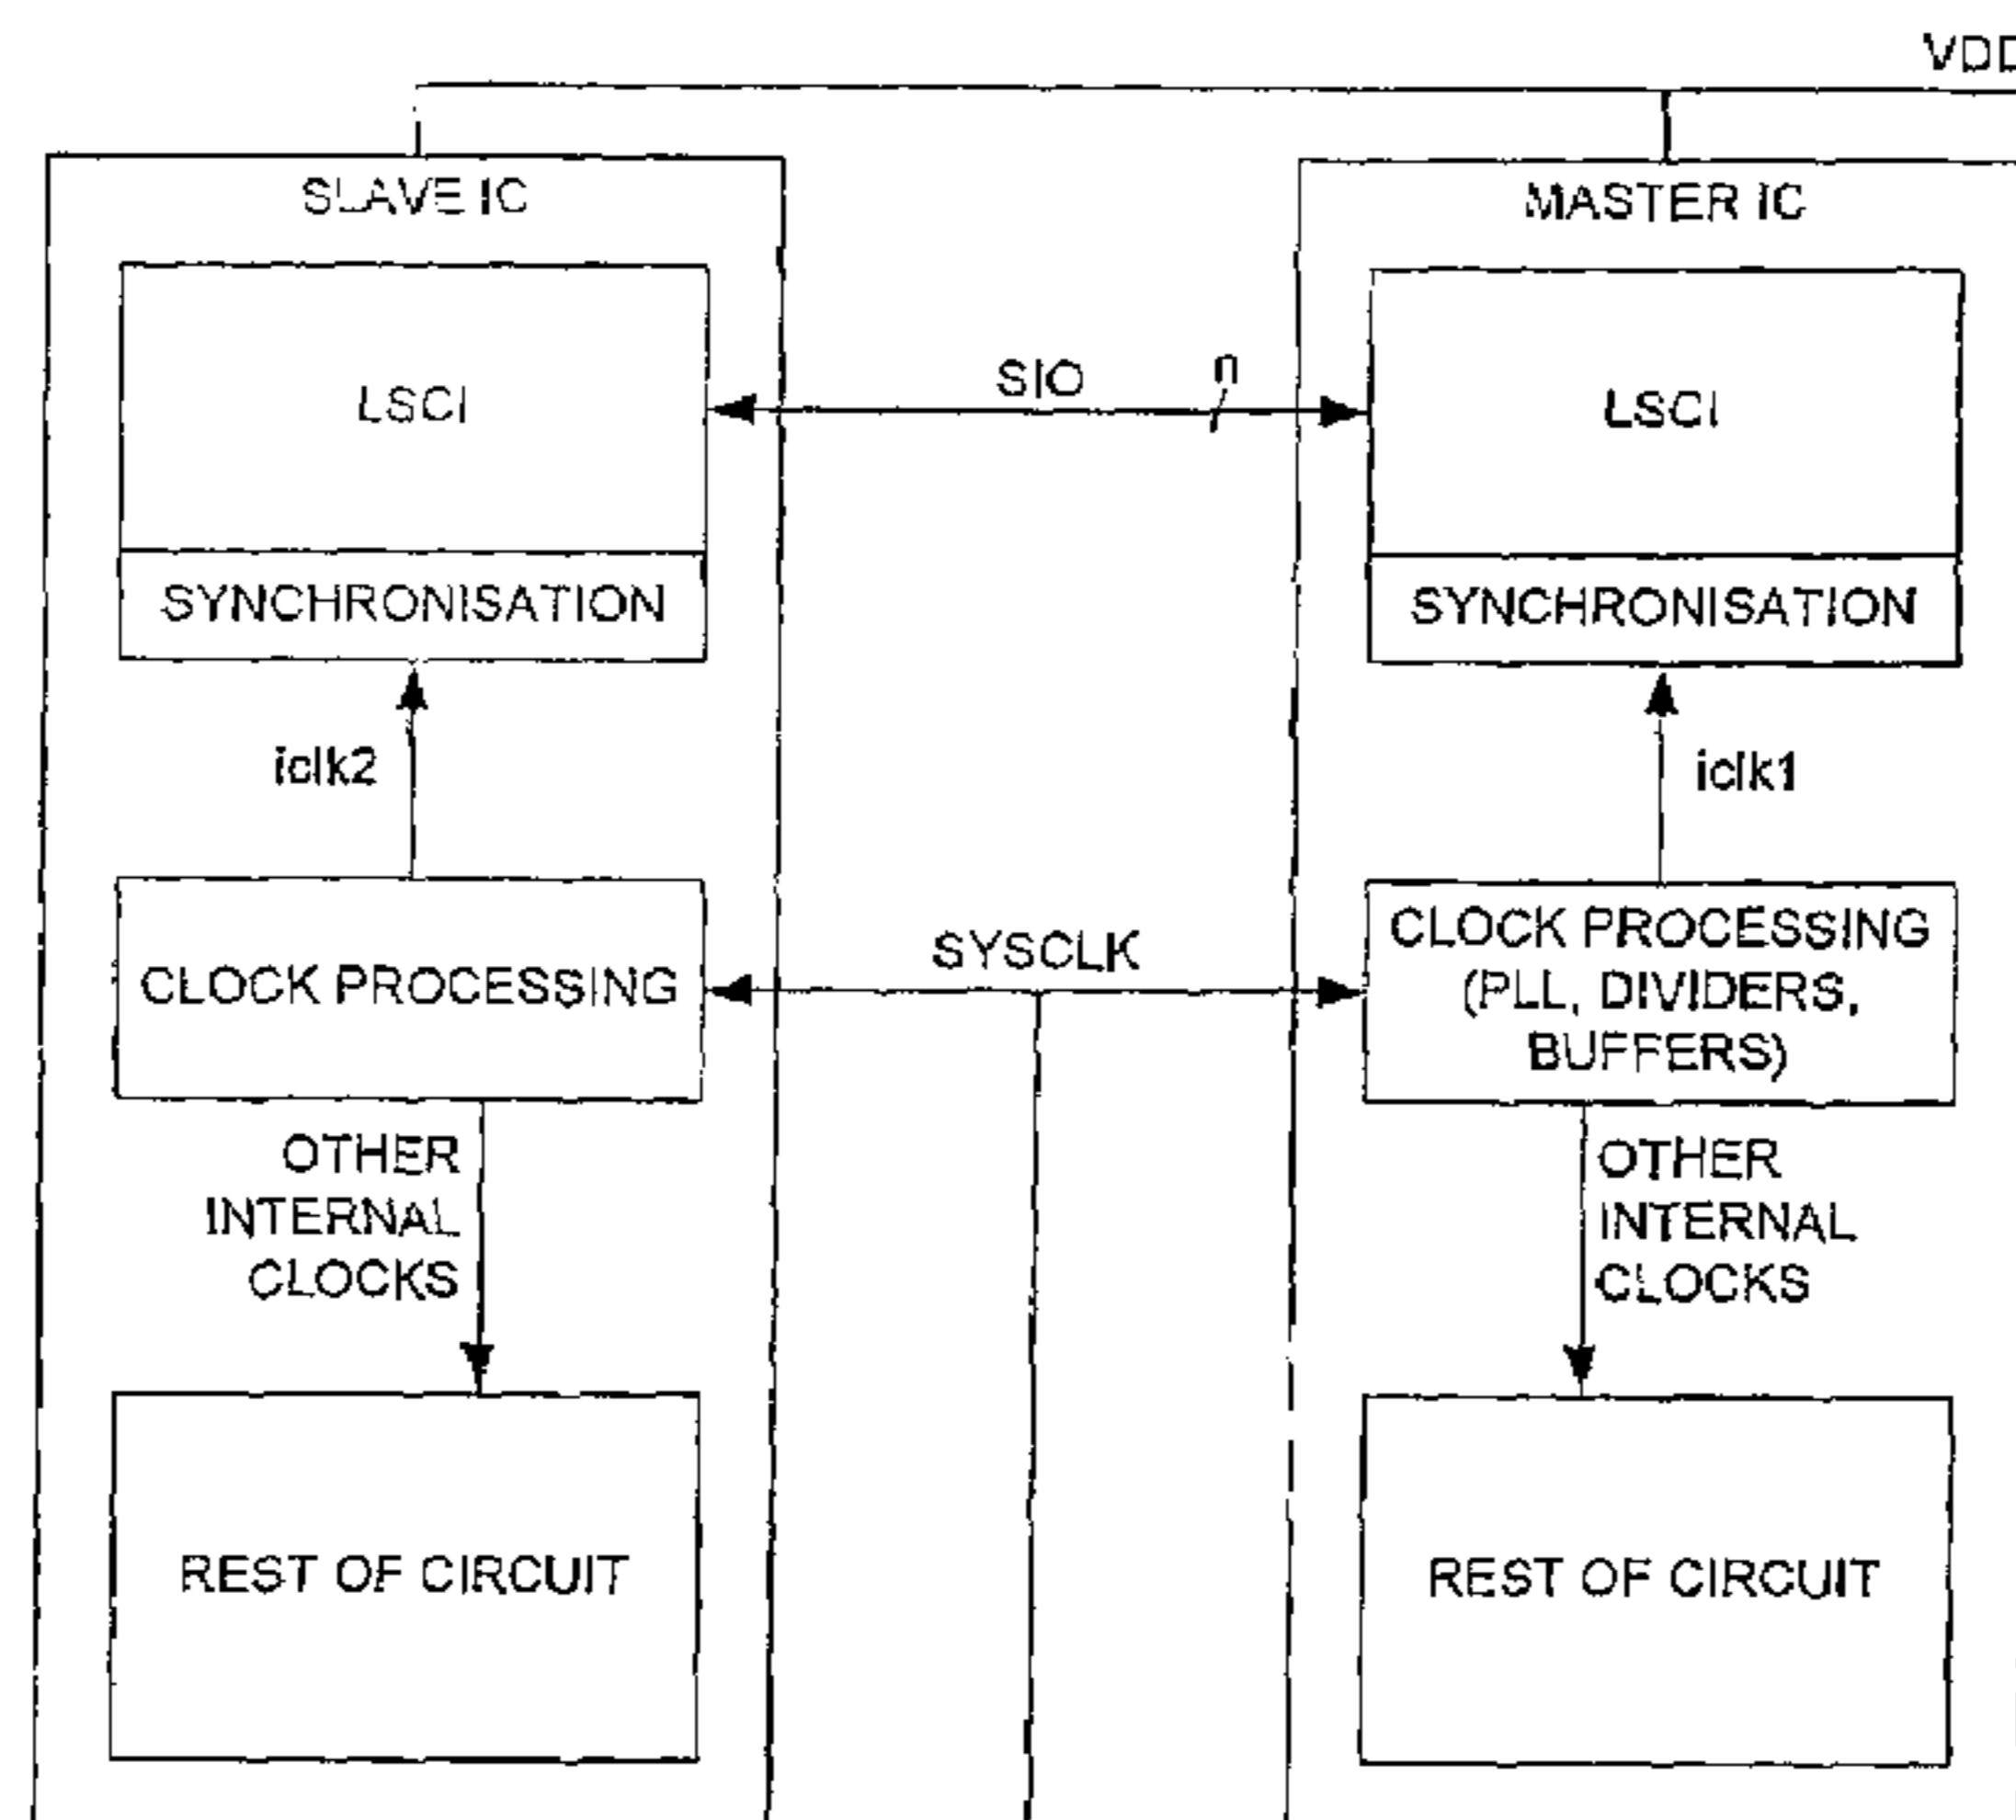 VDD
SLAVE IC
MASTER IC
LSCI
SIO
n
LSCI
SYNCHRONISATION
SYNCHRONISATION
iclk2
iclk1
CLOCK PROCESSING
SYSCLK
CLOCK PROCESSING
(PLL, DIVIDERS,
BUFFERS)
OTHER
INTERNAL
CLOCKS
OTHER
INTERNAL
CLOCKS
REST OF CIRCUIT
REST OF CIRCUIT